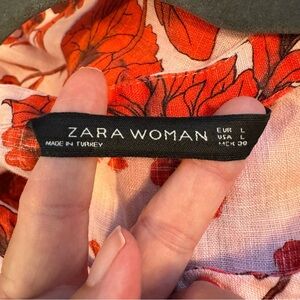 ZARA WOMAN
MADE IN TURKEY
EUR L
USA L
MEX 30